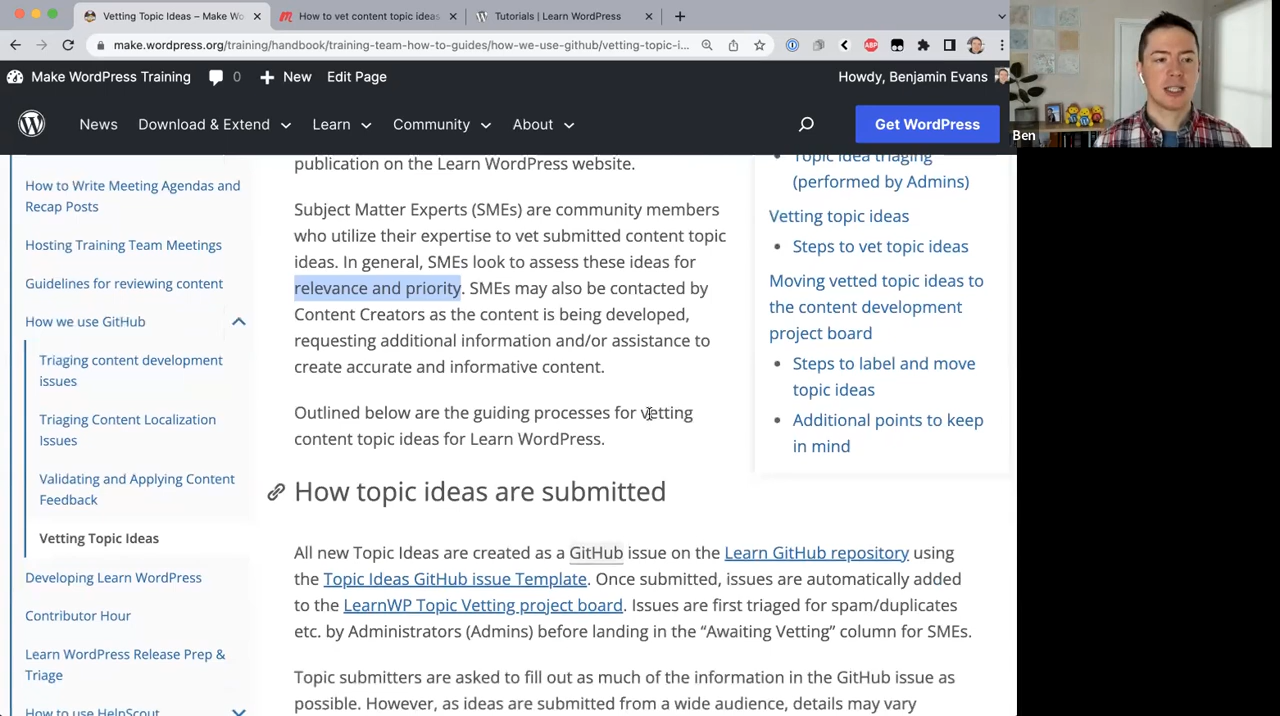 Vetting Topic Ideas – Make Wo
How to vet content topic ideas
Tutorials | Learn WordPress
make.wordpress.org/training/handbook/training-team-how-to-guides/how-we-use-github/vetting-topic-i...
ABP
Make WordPress Training
0
New
Edit Page
Howdy, Benjamin Evans
News
Download & Extend
Learn
Community
About
Get WordPress
Ben
How to Write Meeting Agendas and
Recap Posts
Hosting Training Team Meetings
Guidelines for reviewing content
How we use GitHub
Triaging content development
issues
Triaging Content Localization
Issues
Validating and Applying Content
Feedback
Vetting Topic Ideas
Developing Learn WordPress
Contributor Hour
Learn WordPress Release Prep &
Triage
How to use HelpScout
publication on the Learn WordPress website.
Subject Matter Experts (SMEs) are community members
who utilize their expertise to vet submitted content topic
ideas. In general, SMEs look to assess these ideas for
relevance and priority. SMEs may also be contacted by
Content Creators as the content is being developed,
requesting additional information and/or assistance to
create accurate and informative content.
Outlined below are the guiding processes for vetting
content topic ideas for Learn WordPress.
How topic ideas are submitted
All new Topic Ideas are created as a GitHub issue on the Learn GitHub repository using
the Topic Ideas GitHub issue Template. Once submitted, issues are automatically added
to the LearnWP Topic Vetting project board. Issues are first triaged for spam/duplicates
etc. by Administrators (Admins) before landing in the “Awaiting Vetting” column for SMEs.
Topic submitters are asked to fill out as much of the information in the GitHub issue as
possible. However, as ideas are submitted from a wide audience, details may vary
Topic idea triaging
(performed by Admins)
Vetting topic ideas
Steps to vet topic ideas
Moving vetted topic ideas to
the content development
project board
Steps to label and move
topic ideas
Additional points to keep
in mind